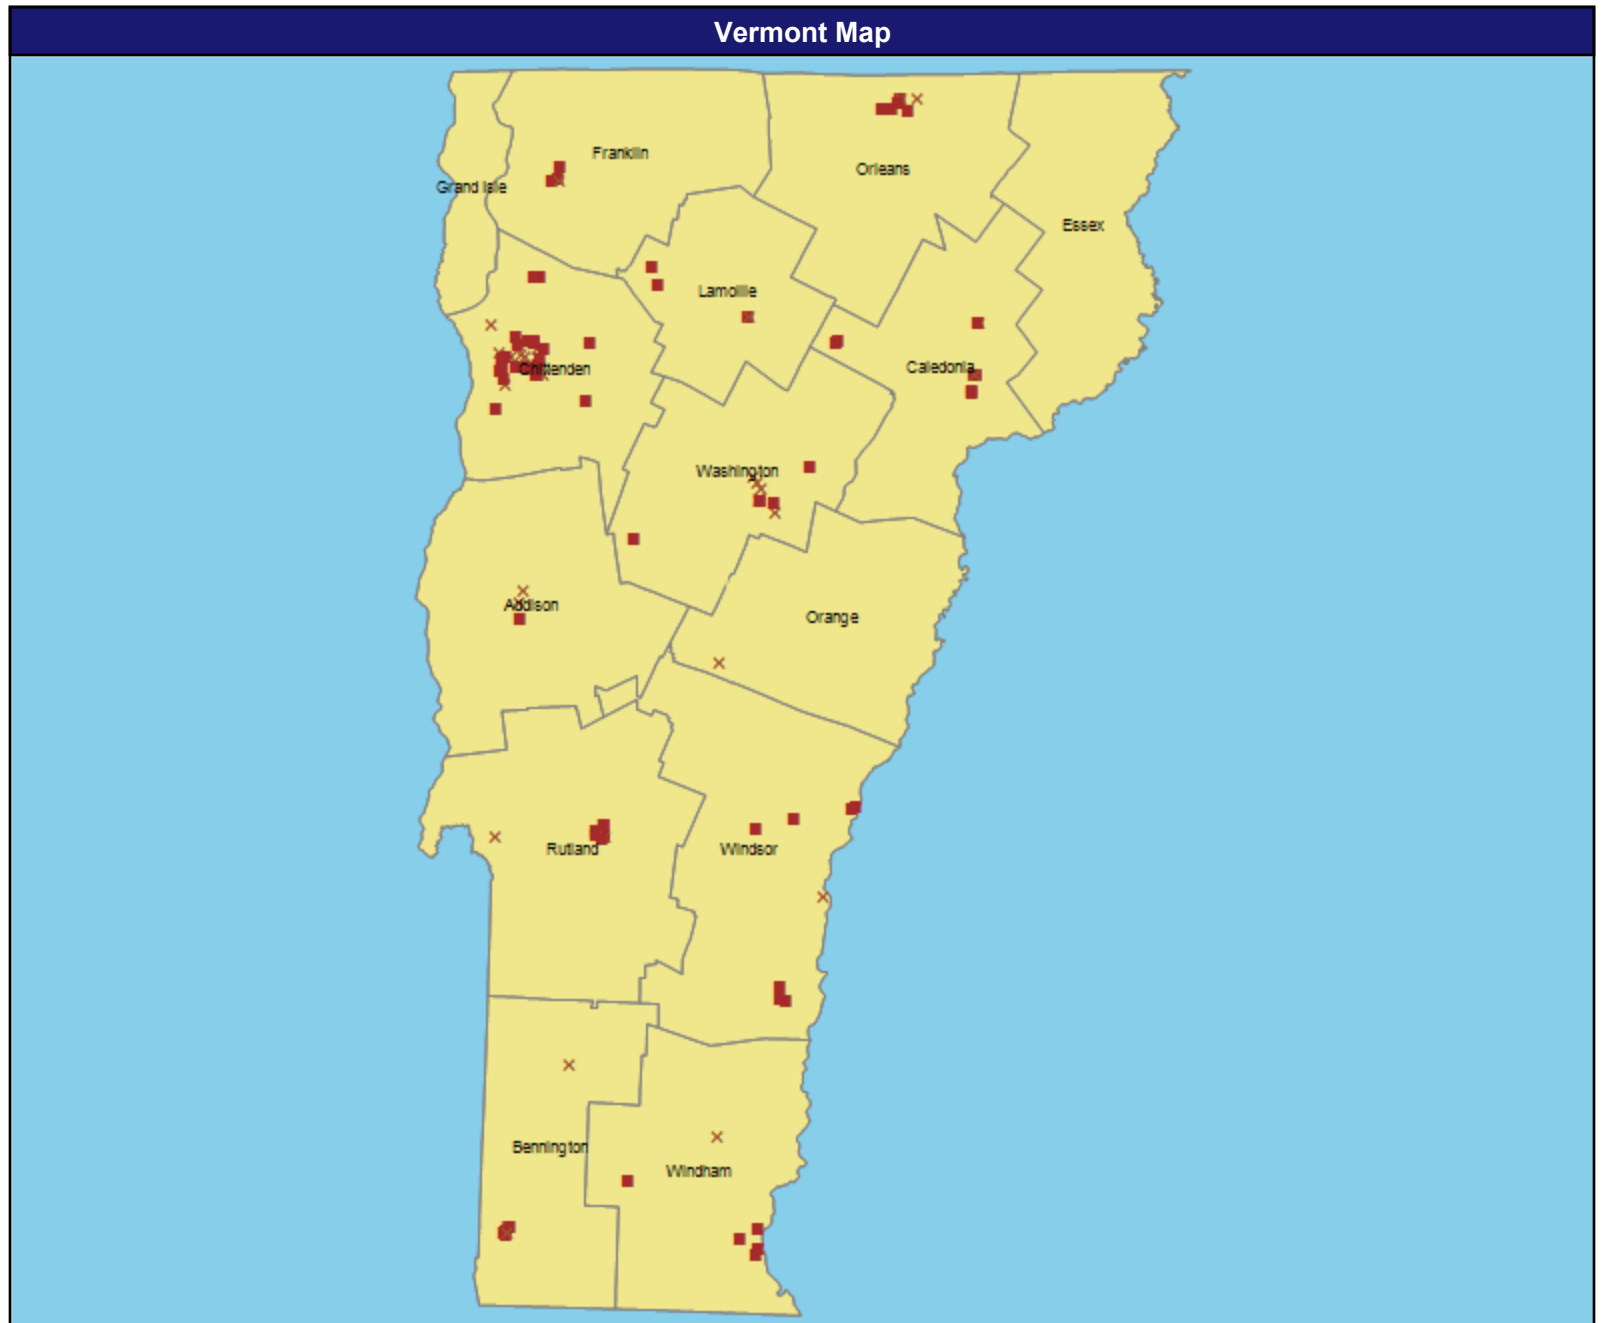 Vermont Map
Franklin
Orleans
Grand Isle
Essex
Lamoille
Chittenden
Caledonia
Washington
Addison
Orange
Rutland
Windsor
Bennington
Windham